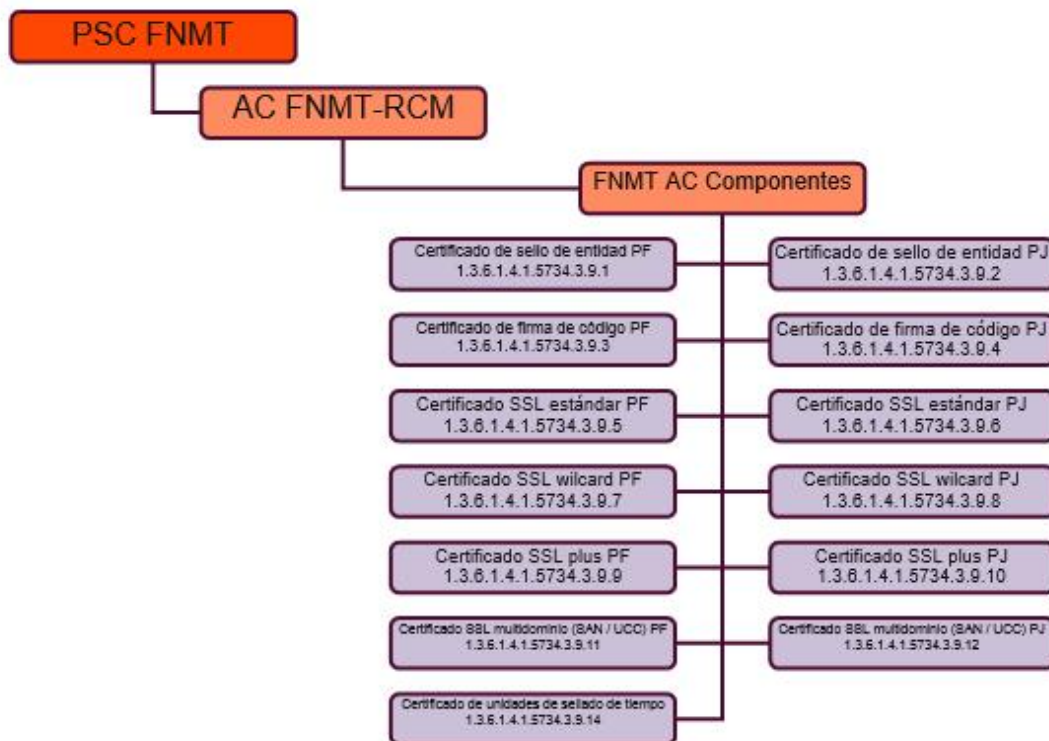 PSC FNMT
AC FNMT-RCM
FNMT AC Componentes
Certificado de sello de entidad PF
1.3.6.1.4.1.5734.3.9.1
Certificado de sello de entidad PJ
1.3.6.1.4.1.5734.3.9.2
Certificado de firma de código PF
1.3.6.1.4.1.5734.3.9.3
Certificado de firma de código PJ
1.3.6.1.4.1.5734.3.9.4
Certificado SSL estándar PF
1.3.6.1.4.1.5734.3.9.5
Certificado SSL estándar PJ
1.3.6.1.4.1.5734.3.9.6
Certificado SSL wilcard PF
1.3.6.1.4.1.5734.3.9.7
Certificado SSL wilcard PJ
1.3.6.1.4.1.5734.3.9.8
Certificado SSL plus PF
1.3.6.1.4.1.5734.3.9.9
Certificado SSL plus PJ
1.3.6.1.4.1.5734.3.9.10
Certificado SSL multidominio (SAN / UCC) PF
1.3.6.1.4.1.5734.3.9.11
Certificado SSL multidominio (SAN / UCC) PJ
1.3.6.1.4.1.5734.3.9.12
Certificado de unidades de sellado de tiempo
1.3.6.1.4.1.5734.3.9.14